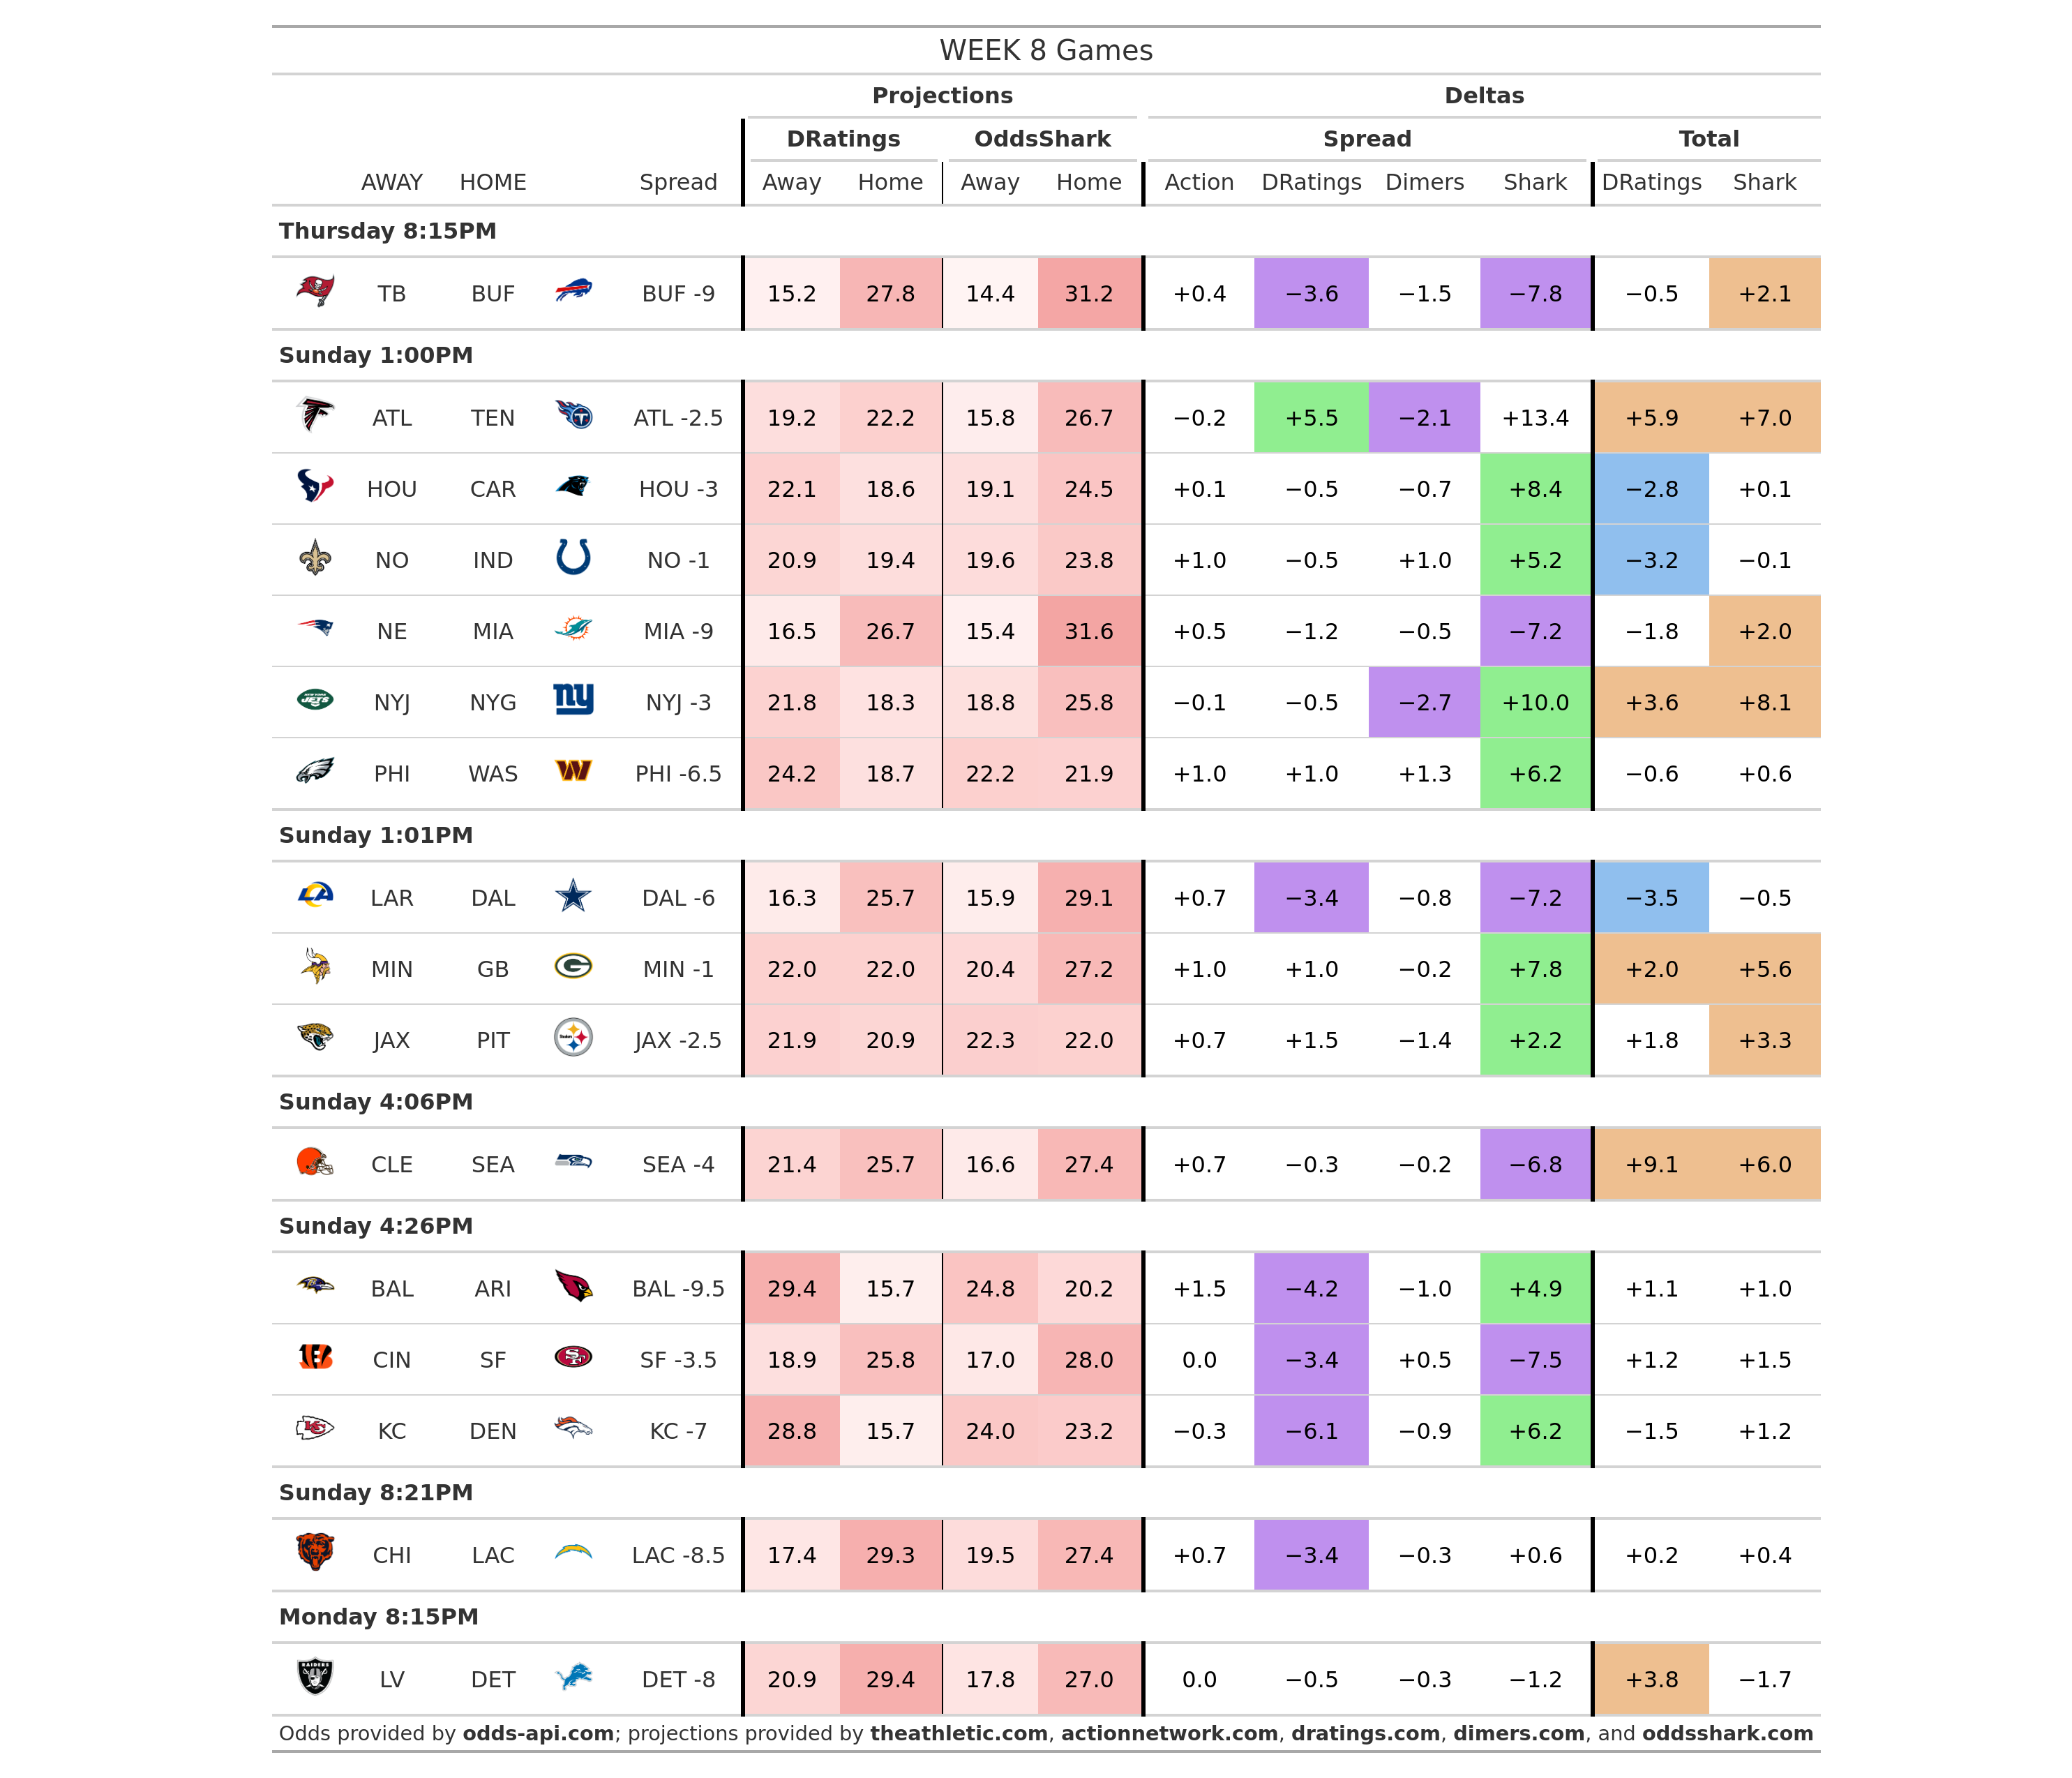 WEEK 8 Games
Projections Deltas
DRatings OddsShark Spread Total
AWAY HOME Spread Away Home Away Home Action DRatings Dimers Shark DRatings Shark
Thursday 8:15PM
TB BUF BUF -9 15.2 27.8 14.4 31.2 +0.4 −3.6 −1.5 −7.8 −0.5 +2.1
Sunday 1:00PM
ATL TEN ATL -2.5 19.2 22.2 15.8 26.7 −0.2 +5.5 −2.1 +13.4 +5.9 +7.0
HOU CAR HOU -3 22.1 18.6 19.1 24.5 +0.1 −0.5 −0.7 +8.4 −2.8 +0.1
NO IND NO -1 20.9 19.4 19.6 23.8 +1.0 −0.5 +1.0 +5.2 −3.2 −0.1
NE MIA MIA -9 16.5 26.7 15.4 31.6 +0.5 −1.2 −0.5 −7.2 −1.8 +2.0
JETS NYJ NYG ny NYJ -3 21.8 18.3 18.8 25.8 −0.1 −0.5 −2.7 +10.0 +3.6 +8.1
PHI WAS W PHI -6.5 24.2 18.7 22.2 21.9 +1.0 +1.0 +1.3 +6.2 −0.6 +0.6
Sunday 1:01PM
LA LAR DAL DAL -6 16.3 25.7 15.9 29.1 +0.7 −3.4 −0.8 −7.2 −3.5 −0.5
MIN GB G MIN -1 22.0 22.0 20.4 27.2 +1.0 +1.0 −0.2 +7.8 +2.0 +5.6
JAX PIT Steelers JAX -2.5 21.9 20.9 22.3 22.0 +0.7 +1.5 −1.4 +2.2 +1.8 +3.3
Sunday 4:06PM
CLE SEA SEA -4 21.4 25.7 16.6 27.4 +0.7 −0.3 −0.2 −6.8 +9.1 +6.0
Sunday 4:26PM
BAL ARI BAL -9.5 29.4 15.7 24.8 20.2 +1.5 −4.2 −1.0 +4.9 +1.1 +1.0
B CIN SF SF SF -3.5 18.9 25.8 17.0 28.0 0.0 −3.4 +0.5 −7.5 +1.2 +1.5
KC KC DEN KC -7 28.8 15.7 24.0 23.2 −0.3 −6.1 −0.9 +6.2 −1.5 +1.2
Sunday 8:21PM
CHI LAC LAC -8.5 17.4 29.3 19.5 27.4 +0.7 −3.4 −0.3 +0.6 +0.2 +0.4
Monday 8:15PM
RAIDERS LV DET DET -8 20.9 29.4 17.8 27.0 0.0 −0.5 −0.3 −1.2 +3.8 −1.7
Odds provided by odds-api.com; projections provided by theathletic.com, actionnetwork.com, dratings.com, dimers.com, and oddsshark.com